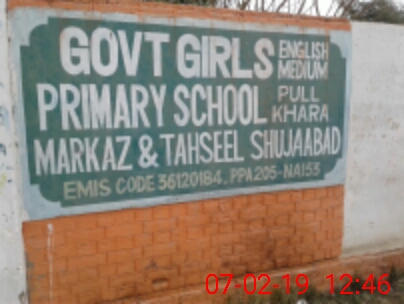 GOVT GIRLS ENGLISH MEDIUM
PRIMARY SCHOOL PULL KHARA
MARKAZ & TAHSEEL SHUJAABAD
EMIS CODE 36120184. PPA 205-NA153
07-02-19 12:46